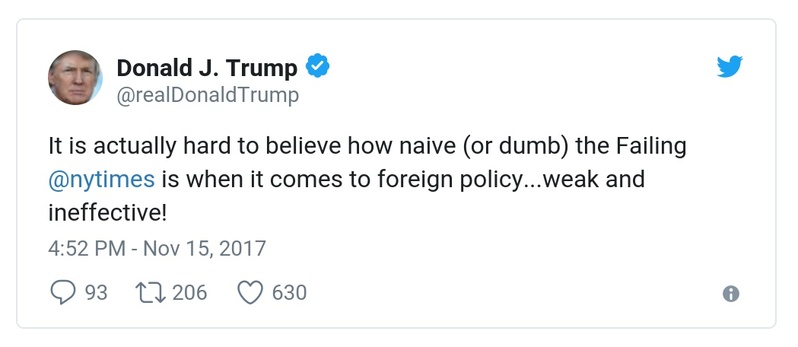 Donald J. Trump
@realDonaldTrump
It is actually hard to believe how naive (or dumb) the Failing
@nytimes is when it comes to foreign policy...weak and
ineffective!
4:52 PM - Nov 15, 2017
93 206 630